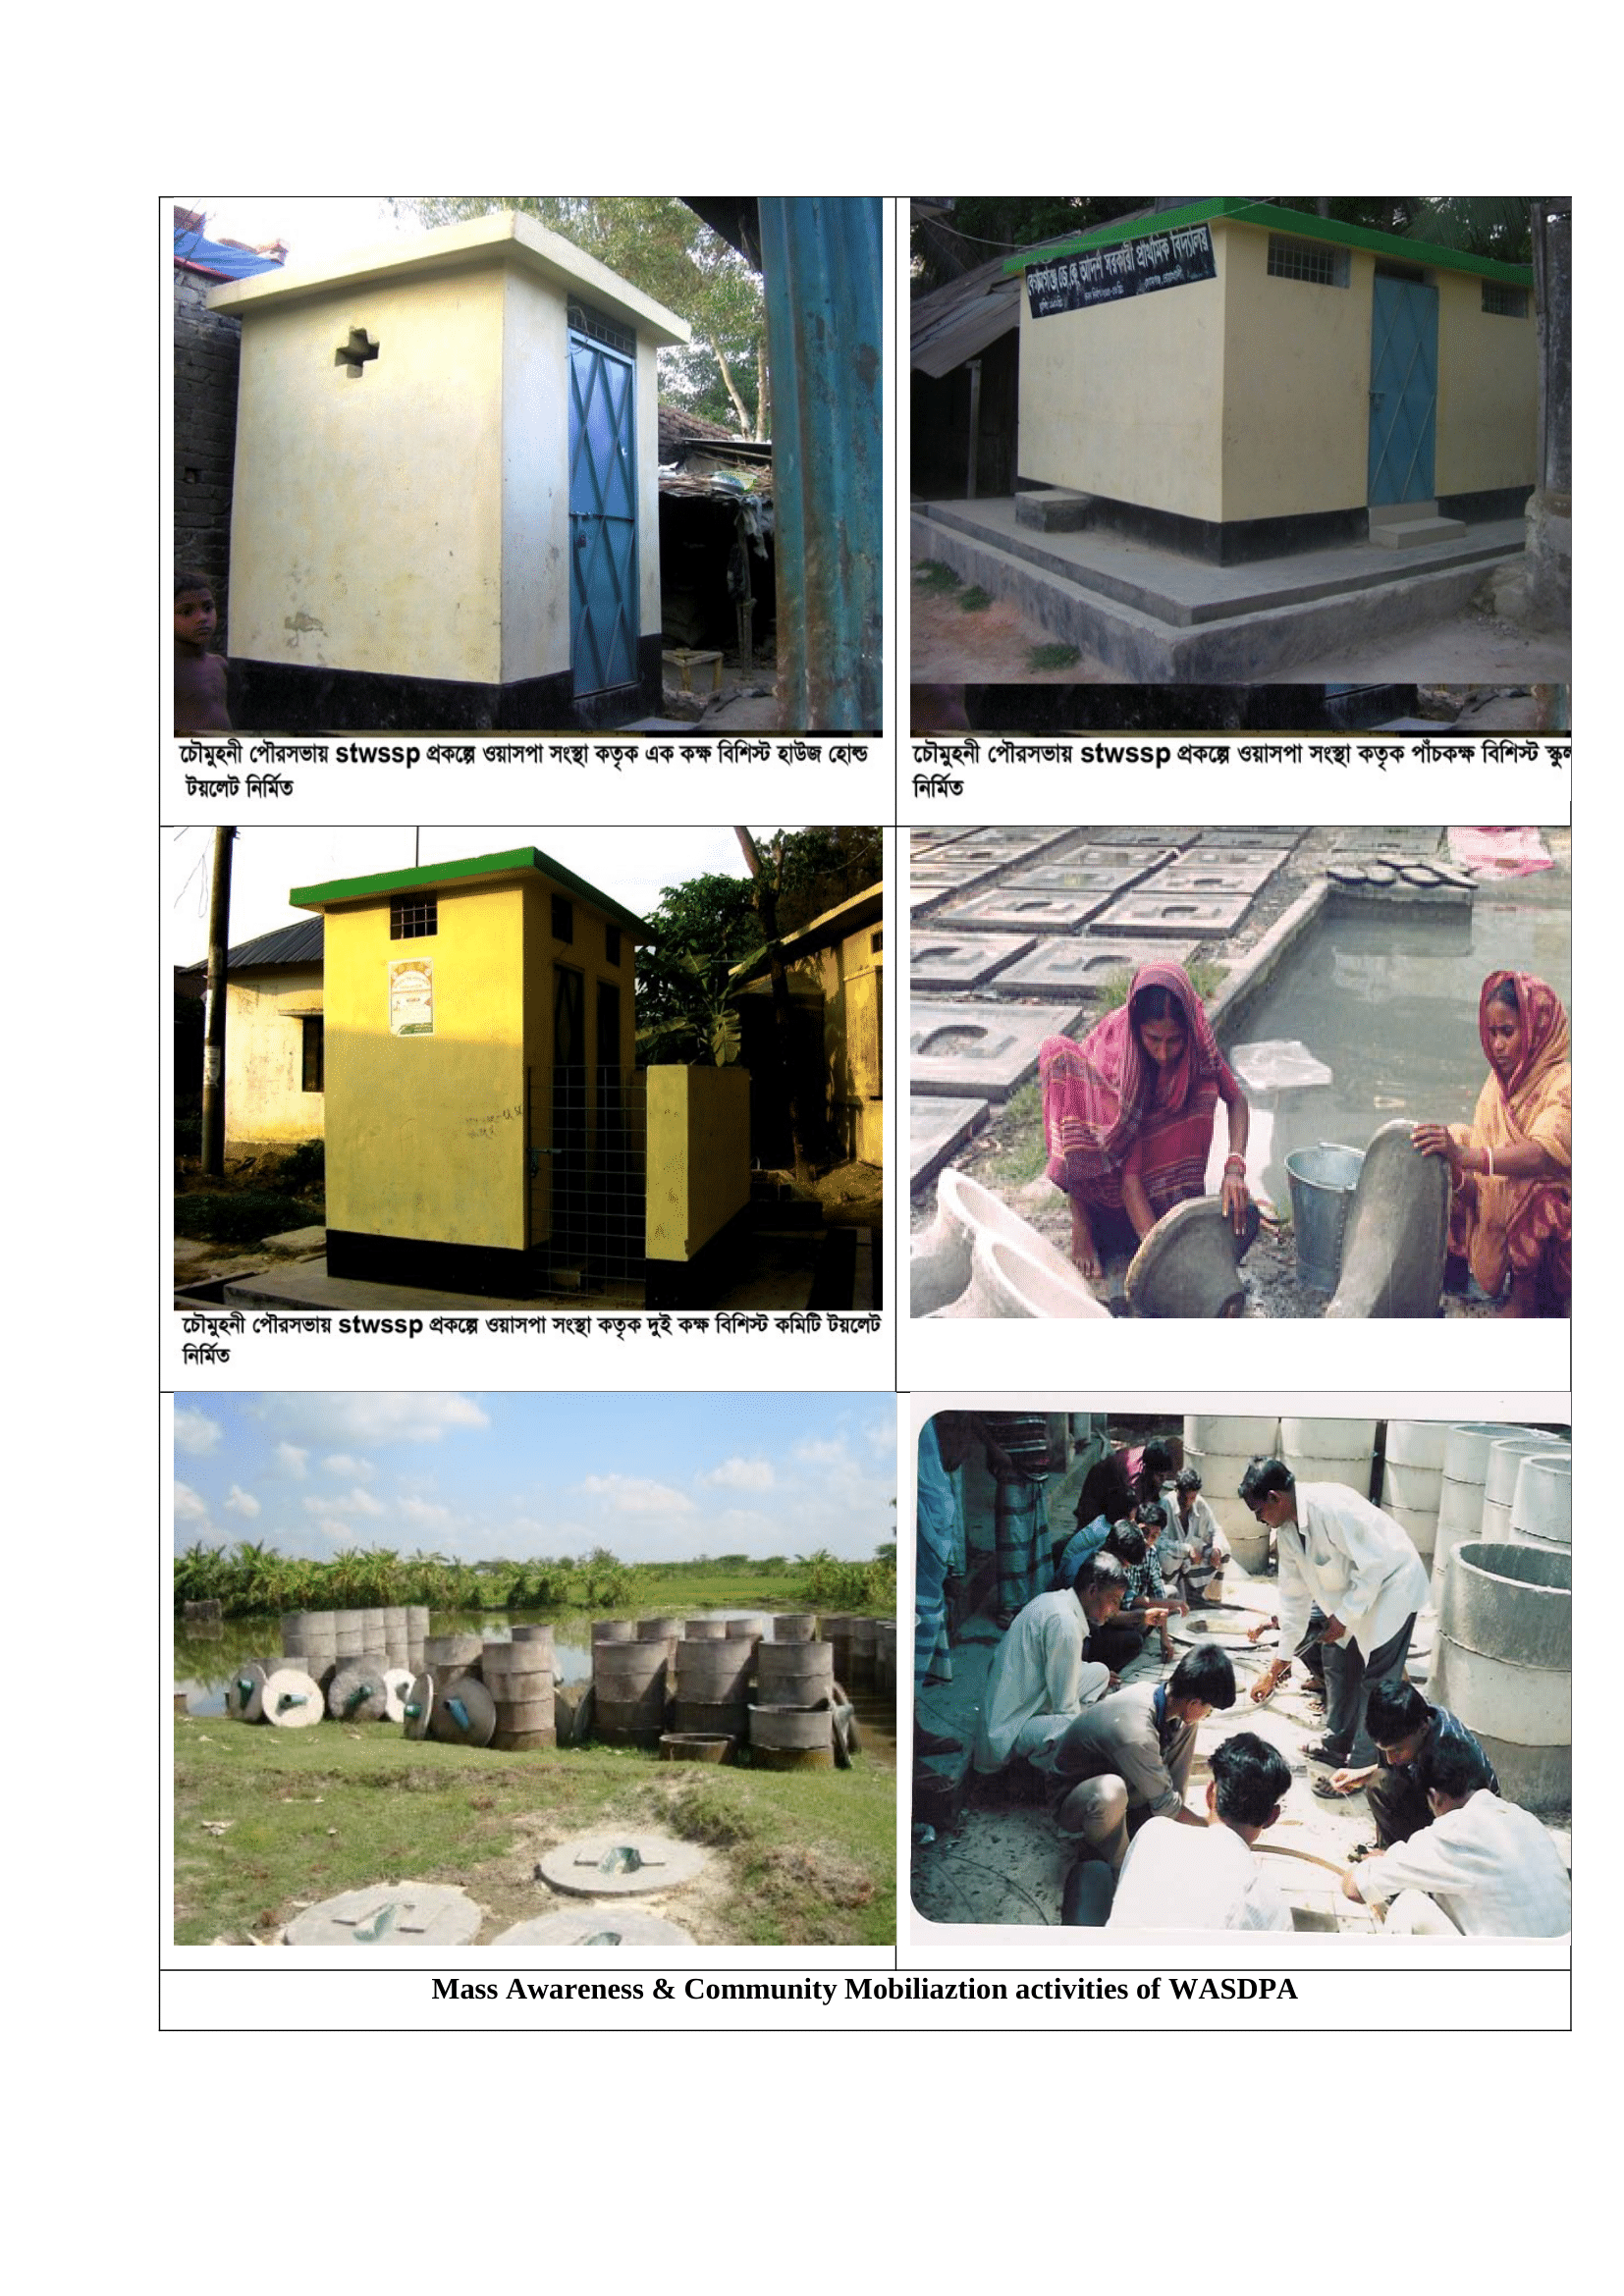 আদর্শ সরকারী প্রাথমিক বিদ্যালয়
চৌমুহনী পৌরসভায় stwssp প্রকল্পে ওয়াসপা সংস্থা কতৃক এক কক্ষ বিশিস্ট হাউজ হোল্ড
টয়লেট নির্মিত
চৌমুহনী পৌরসভায় stwssp প্রকল্পে ওয়াসপা সংস্থা কতৃক পাঁচকক্ষ বিশিস্ট
নির্মিত
চৌমুহনী পৌরসভায় stwssp প্রকল্পে ওয়াসপা সংস্থা কতৃক দুই কক্ষ বিশিস্ট কমিটি টয়লেট
নির্মিত
Mass Awareness & Community Mobiliaztion activities of WASDPA